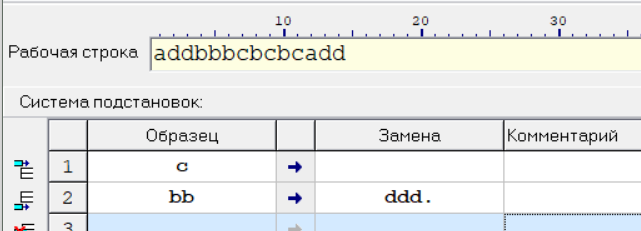 10 20 30
Рабочая строка addbbbcbcbcadd
Система подстановок:
Образец Замена Комментарий
1 c ➔
2 bb ➔ ddd.
3 ➔